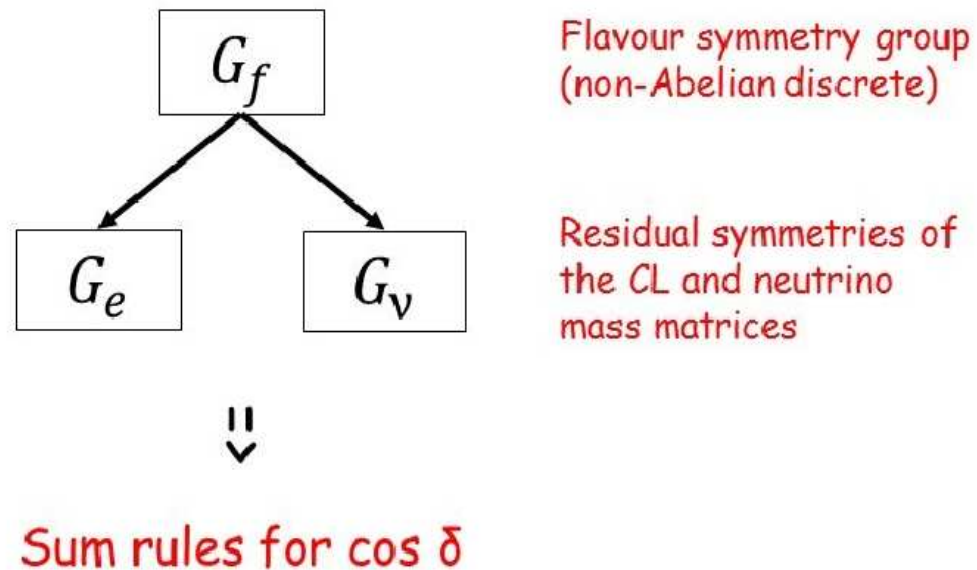 G_f
Flavour symmetry group
(non-Abelian discrete)
G_e
G_ν
Residual symmetries of
the CL and neutrino
mass matrices
Sum rules for cos δ